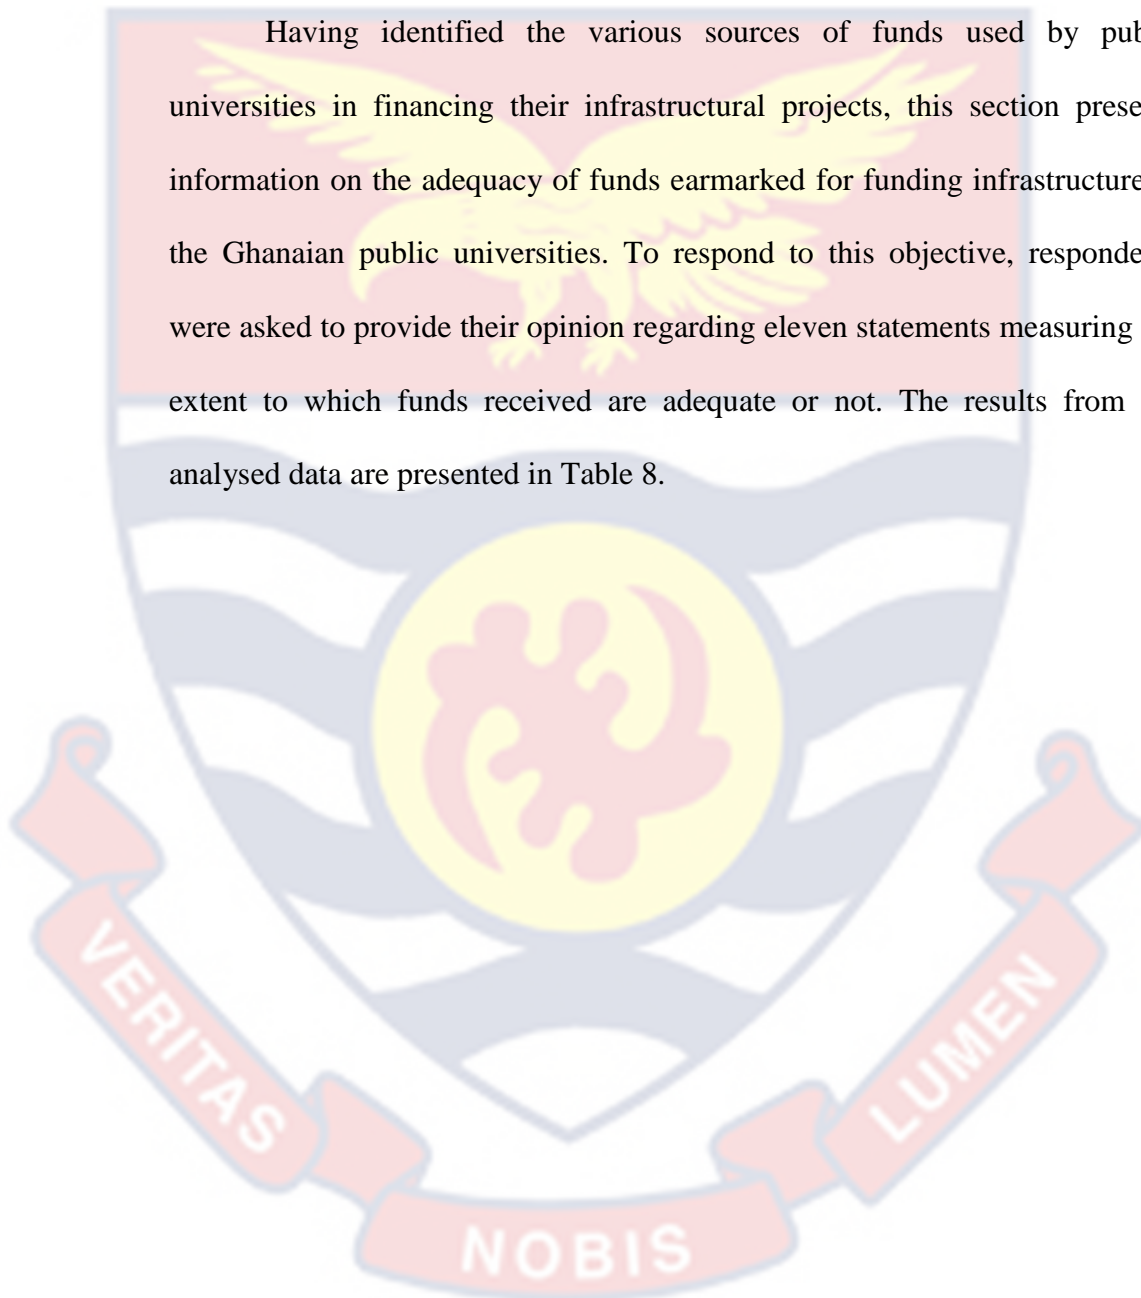 Having identified the various sources of funds used by pub
universities in financing their infrastructural projects, this section prese
information on the adequacy of funds earmarked for funding infrastructure
the Ghanaian public universities. To respond to this objective, responde
were asked to provide their opinion regarding eleven statements measuring
extent to which funds received are adequate or not. The results from
analysed data are presented in Table 8.
VERITAS
NOBIS
LUMEN